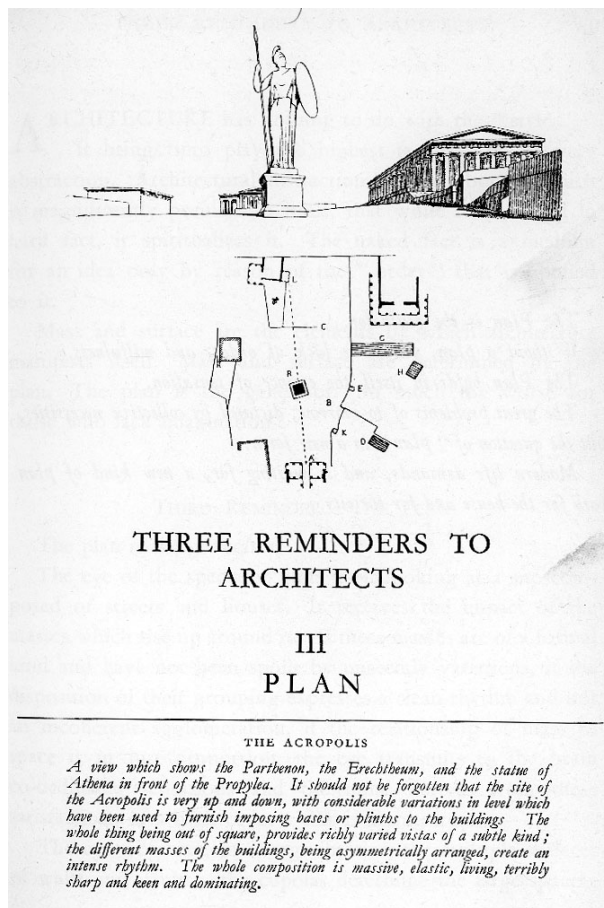 L
G
H
R
E
B
K
D
A
THREE REMINDERS TO
ARCHITECTS
III
PLAN
THE ACROPOLIS
A view which shows the Parthenon, the Erechtheum, and the statue of
Athena in front of the Propylea. It should not be forgotten that the site of
the Acropolis is very up and down, with considerable variations in level which
have been used to furnish imposing bases or plinths to the buildings The
whole thing being out of square, provides richly varied vistas of a subtle kind ;
the different masses of the buildings, being asymmetrically arranged, create an
intense rhythm. The whole composition is massive, elastic, living, terribly
sharp and keen and dominating.